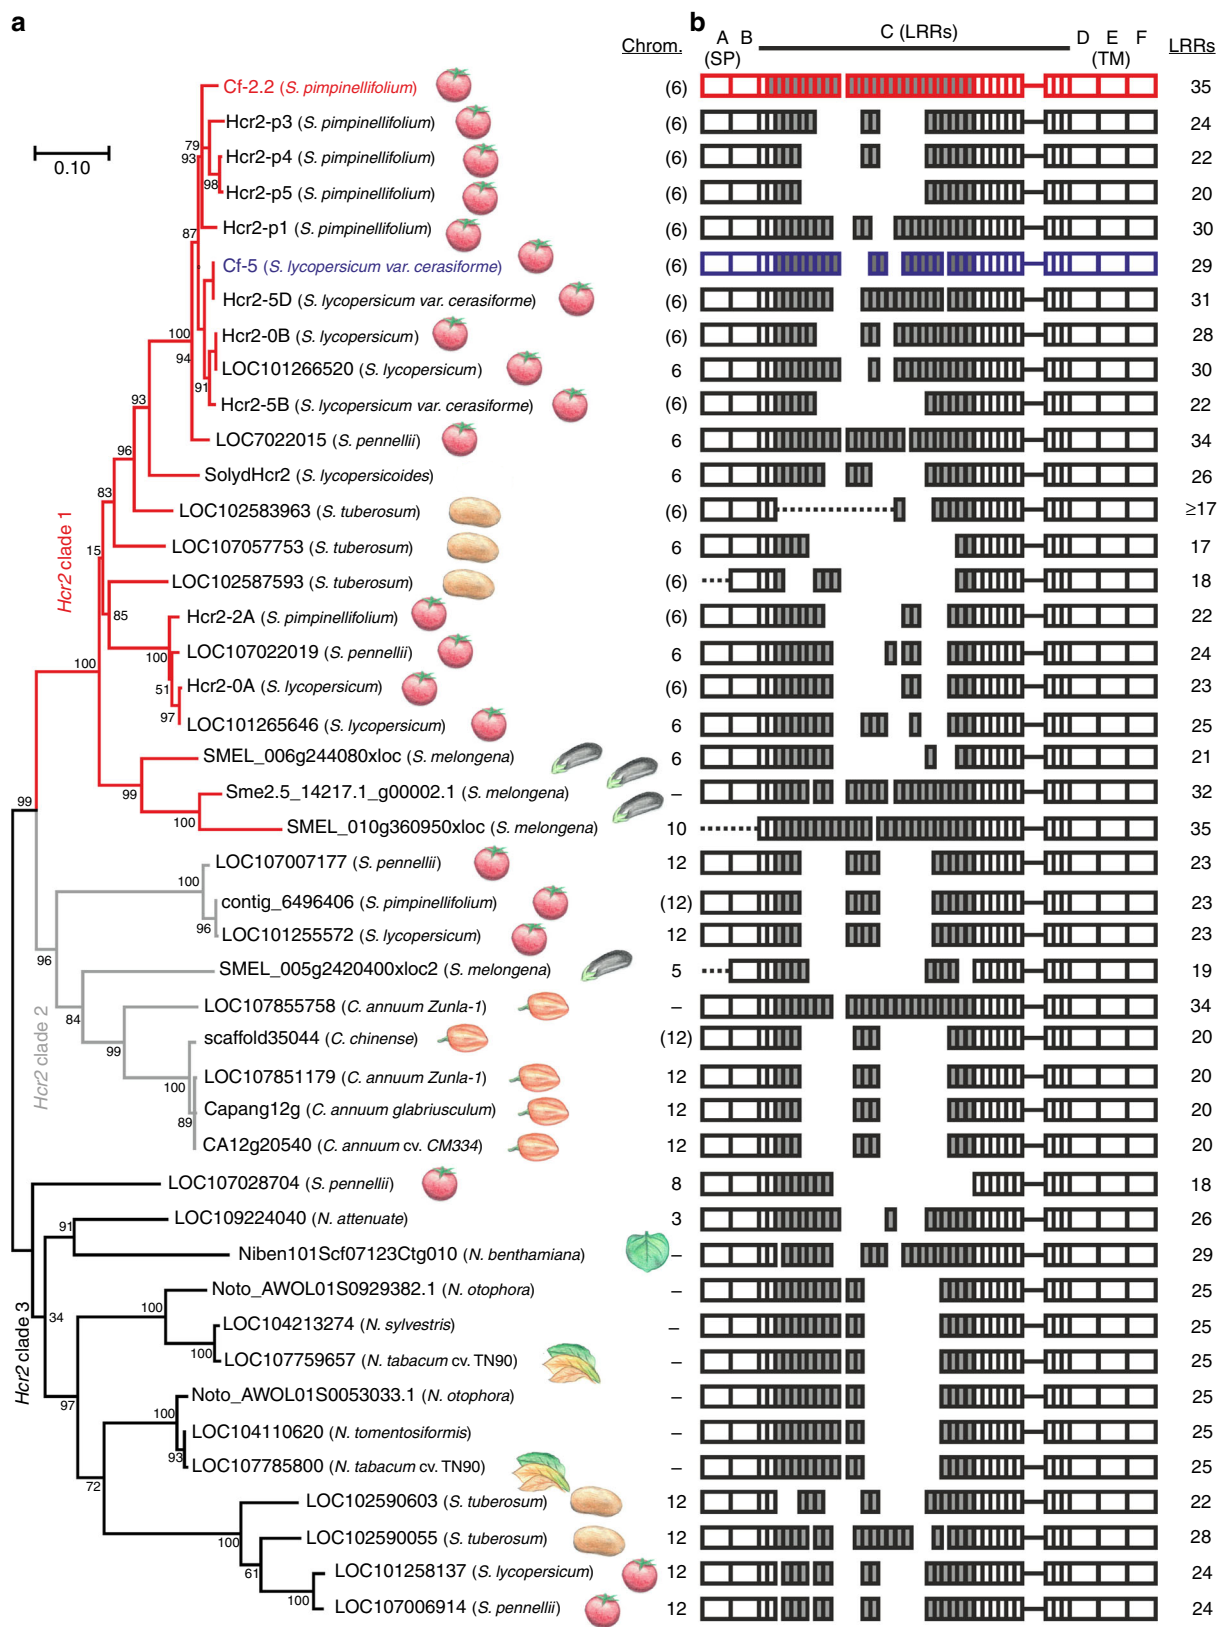 a
b
Chrom.
A B C (LRRs) D E F
(SP) (TM)
LRRs
0.10
Cf-2.2 (S. pimpinellifolium) (6) 35
Hcr2-p3 (S. pimpinellifolium) (6) 24
79
93
Hcr2-p4 (S. pimpinellifolium) (6) 22
98
Hcr2-p5 (S. pimpinellifolium) (6) 20
Hcr2-p1 (S. pimpinellifolium) (6) 30
87
Cf-5 (S. lycopersicum var. cerasiforme) (6) 29
Hcr2-5D (S. lycopersicum var. cerasiforme) (6) 31
100
Hcr2-0B (S. lycopersicum) (6) 28
94
LOC101266520 (S. lycopersicum) 6 30
91
Hcr2-5B (S. lycopersicum var. cerasiforme) (6) 22
93
LOC7022015 (S. pennellii) 6 34
96
SolydHcr2 (S. lycopersicoides) 6 26
83
LOC102583963 (S. tuberosum) (6) ≥17
Hcr2 clade 1
15
LOC107057753 (S. tuberosum) 6 17
LOC102587593 (S. tuberosum) (6) 18
85
Hcr2-2A (S. pimpinellifolium) (6) 22
100
100
LOC107022019 (S. pennellii) 6 24
51
Hcr2-0A (S. lycopersicum) (6) 23
97
LOC101265646 (S. lycopersicum) 6 25
SMEL_006g244080xloc (S. melongena) 6 21
99
99
Sme2.5_14217.1_g00002.1 (S. melongena) – 32
100
SMEL_010g360950xloc (S. melongena) 10 35
LOC107007177 (S. pennellii) 12 23
100
contig_6496406 (S. pimpinellifolium) (12) 23
96
LOC101255572 (S. lycopersicum) 12 23
96
SMEL_005g2420400xloc2 (S. melongena) 5 19
84
Hcr2 clade 2
LOC107855758 (C. annuum Zunla-1) – 34
99
scaffold35044 (C. chinense) (12) 20
100
LOC107851179 (C. annuum Zunla-1) 12 20
89
Capang12g (C. annuum glabriusculum) 12 20
CA12g20540 (C. annuum cv. CM334) 12 20
LOC107028704 (S. pennellii) 8 18
91
LOC109224040 (N. attenuate) 3 26
Niben101Scf07123Ctg010 (N. benthamiana) – 29
Hcr2 clade 3
34
100
Noto_AWOL01S0929382.1 (N. otophora) – 25
LOC104213274 (N. sylvestris) – 25
100
LOC107759657 (N. tabacum cv. TN90) – 25
97
100
Noto_AWOL01S0053033.1 (N. otophora) – 25
LOC104110620 (N. tomentosiformis) – 25
93
LOC107785800 (N. tabacum cv. TN90) – 25
72
LOC102590603 (S. tuberosum) 12 22
100
LOC102590055 (S. tuberosum) 12 28
61
LOC101258137 (S. lycopersicum) 12 24
100
LOC107006914 (S. pennellii) 12 24